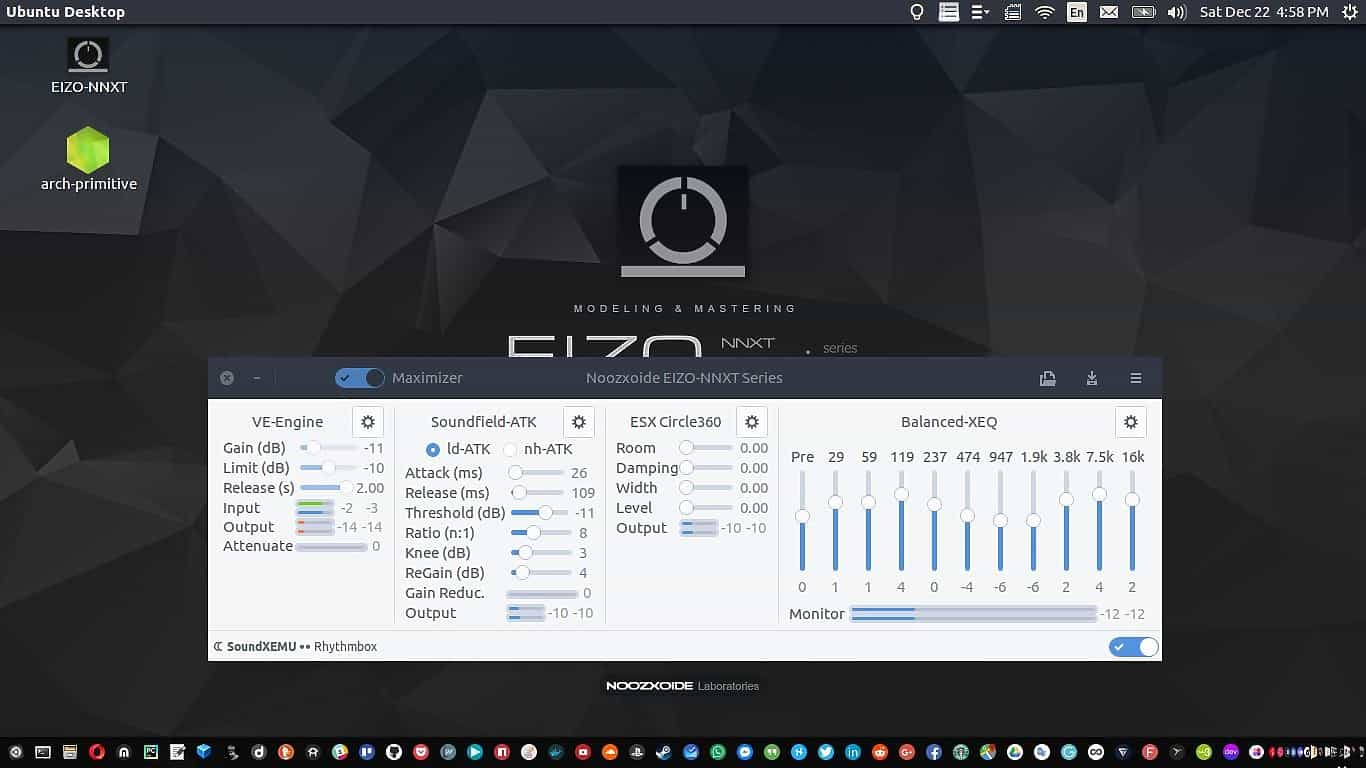 Ubuntu Desktop
En
Sat Dec 22 4:58 PM
EIZO-NNXT
arch-primitive
MODELING & MASTERING
EIZO NNXT . series
Maximizer
Noozxoide EIZO-NNXT Series
VE-Engine
Gain (dB) -11
Limit (dB) -10
Release (s) 2.00
Input -2 -3
Output -14 -14
Attenuate 0
Soundfield-ATK
ld-ATK nh-ATK
Attack (ms) 26
Release (ms) 109
Threshold (dB) -11
Ratio (n:1) 8
Knee (dB) 3
ReGain (dB) 4
Gain Reduc. 0
Output -10 -10
ESX Circle360
Room 0.00
Damping 0.00
Width 0.00
Level 0.00
Output -10 -10
Balanced-XEQ
Pre 29 59 119 237 474 947 1.9k 3.8k 7.5k 16k
0 1 1 4 0 -4 -6 -6 2 4 2
Monitor -12 -12
SoundXEMU •• Rhythmbox
NOOZXOIDE Laboratories